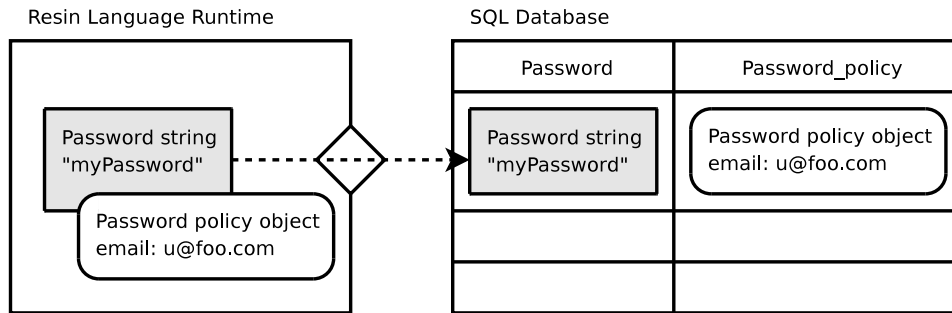 Resin Language Runtime
SQL Database
Password
Password_policy
Password string
"myPassword"
Password policy object
email: u@foo.com
Password string
"myPassword"
Password policy object
email: u@foo.com